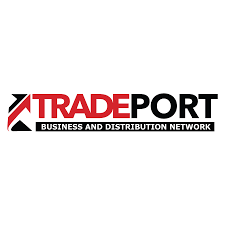 TRADEPORT
BUSINESS AND DISTRIBUTION NETWORK